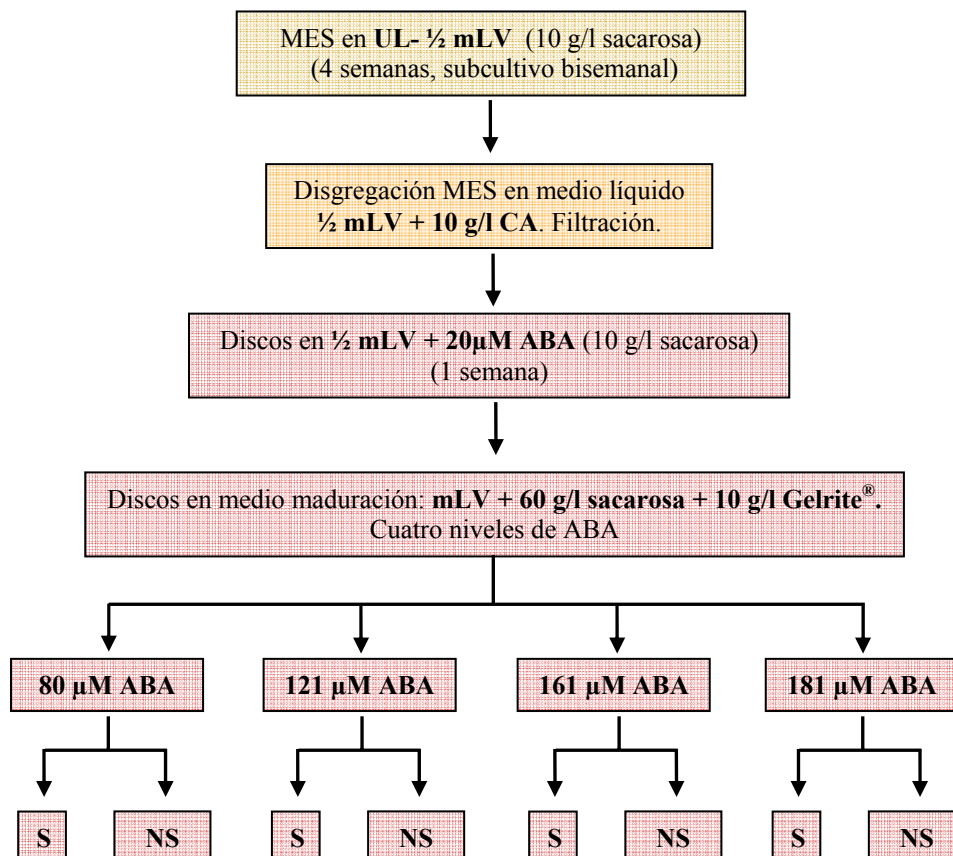 MES en UL- ½ mLV (10 g/l sacarosa)
(4 semanas, subcultivo bisemanal)
Disgregación MES en medio líquido
½ mLV + 10 g/l CA. Filtración.
Discos en ½ mLV + 20µM ABA (10 g/l sacarosa)
(1 semana)
Discos en medio maduración: mLV + 60 g/l sacarosa + 10 g/l Gelrite®.
Cuatro niveles de ABA
80 µM ABA
121 µM ABA
161 µM ABA
181 µM ABA
S
NS
S
NS
S
NS
S
NS